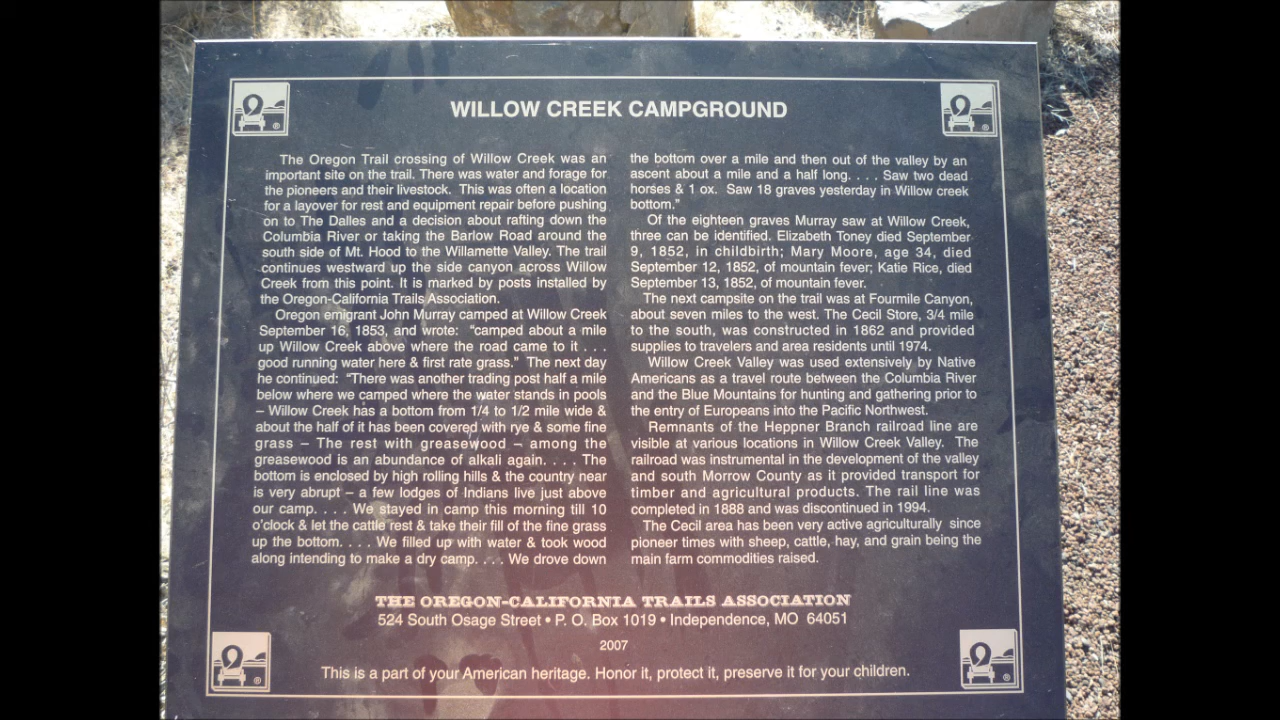 WILLOW CREEK CAMPGROUND
The Oregon Trail crossing of Willow Creek was an
important site on the trail. There was water and forage for
the pioneers and their livestock. This was often a location
for a layover for rest and equipment repair before pushing
on to The Dalles and a decision about rafting down the
Columbia River or taking the Barlow Road around the
south side of Mt. Hood to the Willamette Valley. The trail
continues westward up the side canyon across Willow
Creek from this point. It is marked by posts installed by
the Oregon-California Trails Association.
Oregon emigrant John Murray camped at Willow Creek
September 16, 1853, and wrote: “camped about a mile
up Willow Creek above where the road came to it . . .
good running water here & first rate grass.” The next day
he continued: “There was another trading post half a mile
below where we camped where the water stands in pools
– Willow Creek has a bottom from 1/4 to 1/2 mile wide &
about the half of it has been covered with rye & some fine
grass – The rest with greasewood – among the
greasewood is an abundance of alkali again. . . . The
bottom is enclosed by high rolling hills & the country near
is very abrupt – a few lodges of Indians live just above
our camp. . . . We stayed in camp this morning till 10
o’clock & let the cattle rest & take their fill of the fine grass
up the bottom. . . . We filled up with water & took wood
along intending to make a dry camp. . . . We drove down
the bottom over a mile and then out of the valley by an
ascent about a mile and a half long. . . . Saw two dead
horses & 1 ox. Saw 18 graves yesterday in Willow creek
bottom.”
Of the eighteen graves Murray saw at Willow Creek,
three can be identified. Elizabeth Toney died September
9, 1852, in childbirth; Mary Moore, age 34, died
September 12, 1852, of mountain fever; Katie Rice, died
September 13, 1852, of mountain fever.
The next campsite on the trail was at Fourmile Canyon,
about seven miles to the west. The Cecil Store, 3/4 mile
to the south, was constructed in 1862 and provided
supplies to travelers and area residents until 1974.
Willow Creek Valley was used extensively by Native
Americans as a travel route between the Columbia River
and the Blue Mountains for hunting and gathering prior to
the entry of Europeans into the Pacific Northwest.
Remnants of the Heppner Branch railroad line are
visible at various locations in Willow Creek Valley. The
railroad was instrumental in the development of the valley
and south Morrow County as it provided transport for
timber and agricultural products. The rail line was
completed in 1888 and was discontinued in 1994.
The Cecil area has been very active agriculturally since
pioneer times with sheep, cattle, hay, and grain being the
main farm commodities raised.
THE OREGON-CALIFORNIA TRAILS ASSOCIATION
524 South Osage Street • P. O. Box 1019 • Independence, MO 64051
2007
This is a part of your American heritage. Honor it, protect it, preserve it for your children.